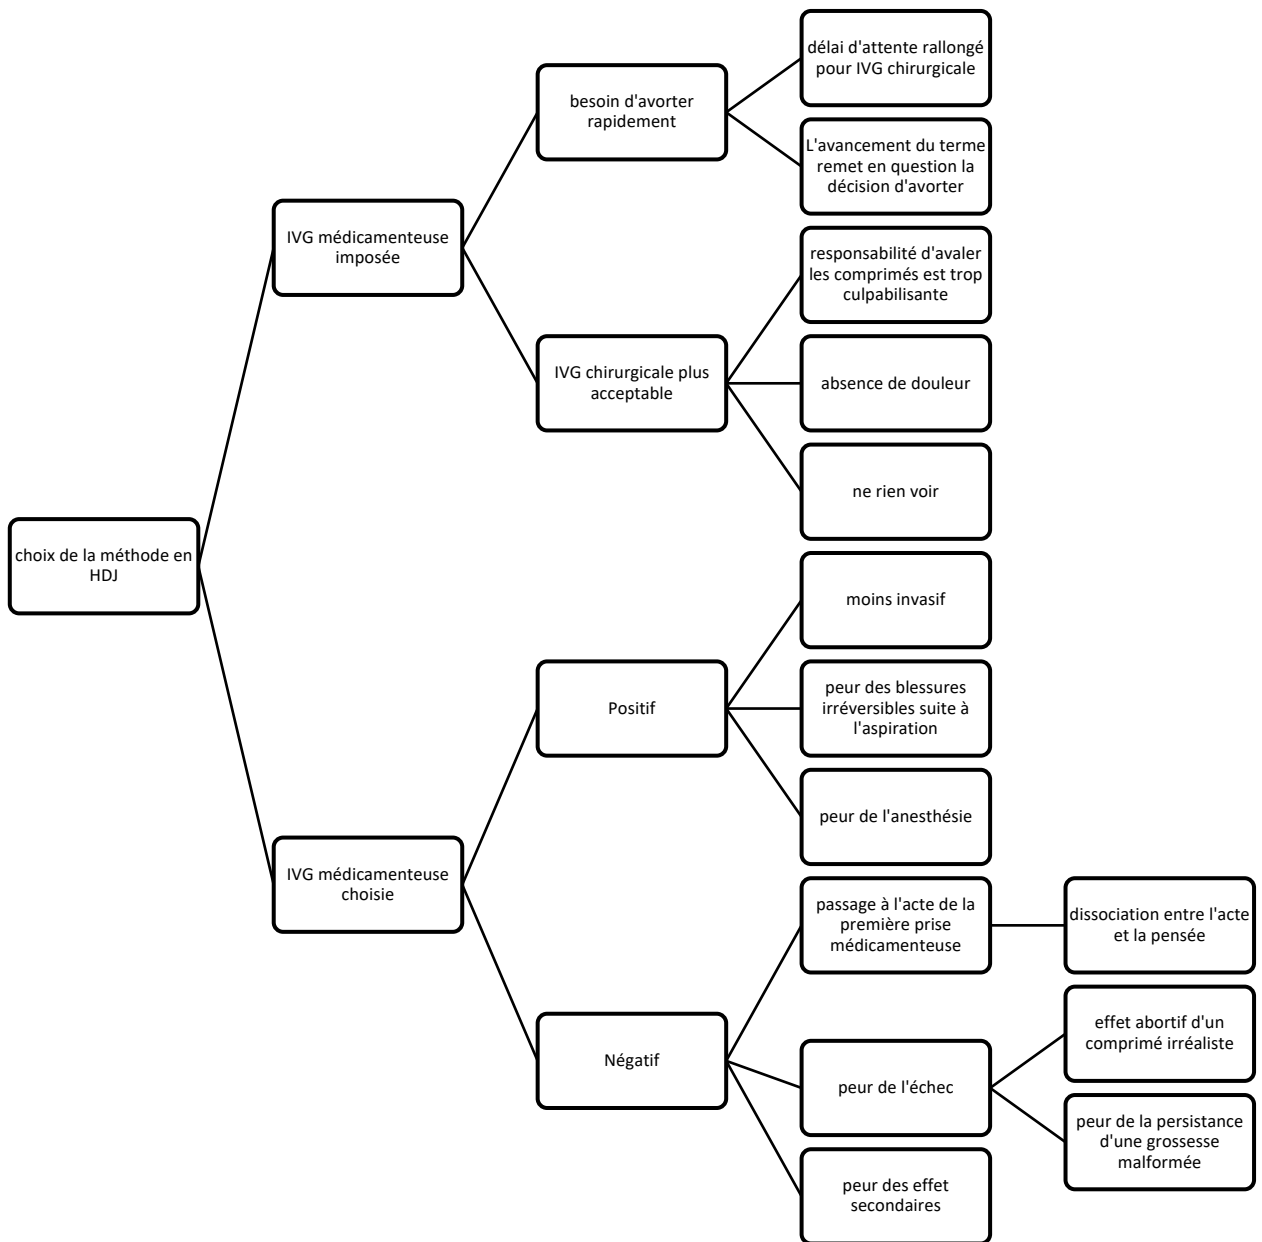 choix de la méthode en
HDJ
IVG médicamenteuse
imposée
besoin d'avorter
rapidement
délai d'attente rallongé
pour IVG chirurgicale
L'avancement du terme
remet en question la
décision d'avorter
IVG chirurgicale plus
acceptable
responsabilité d'avaler
les comprimés est trop
culpabilisante
absence de douleur
ne rien voir
IVG médicamenteuse
choisie
Positif
moins invasif
peur des blessures
irréversibles suite à
l'aspiration
peur de l'anesthésie
Négatif
passage à l'acte de la
première prise
médicamenteuse
dissociation entre l'acte
et la pensée
peur de l'échec
effet abortif d'un
comprimé irréaliste
peur de la persistance
d'une grossesse
malformée
peur des effet
secondaires